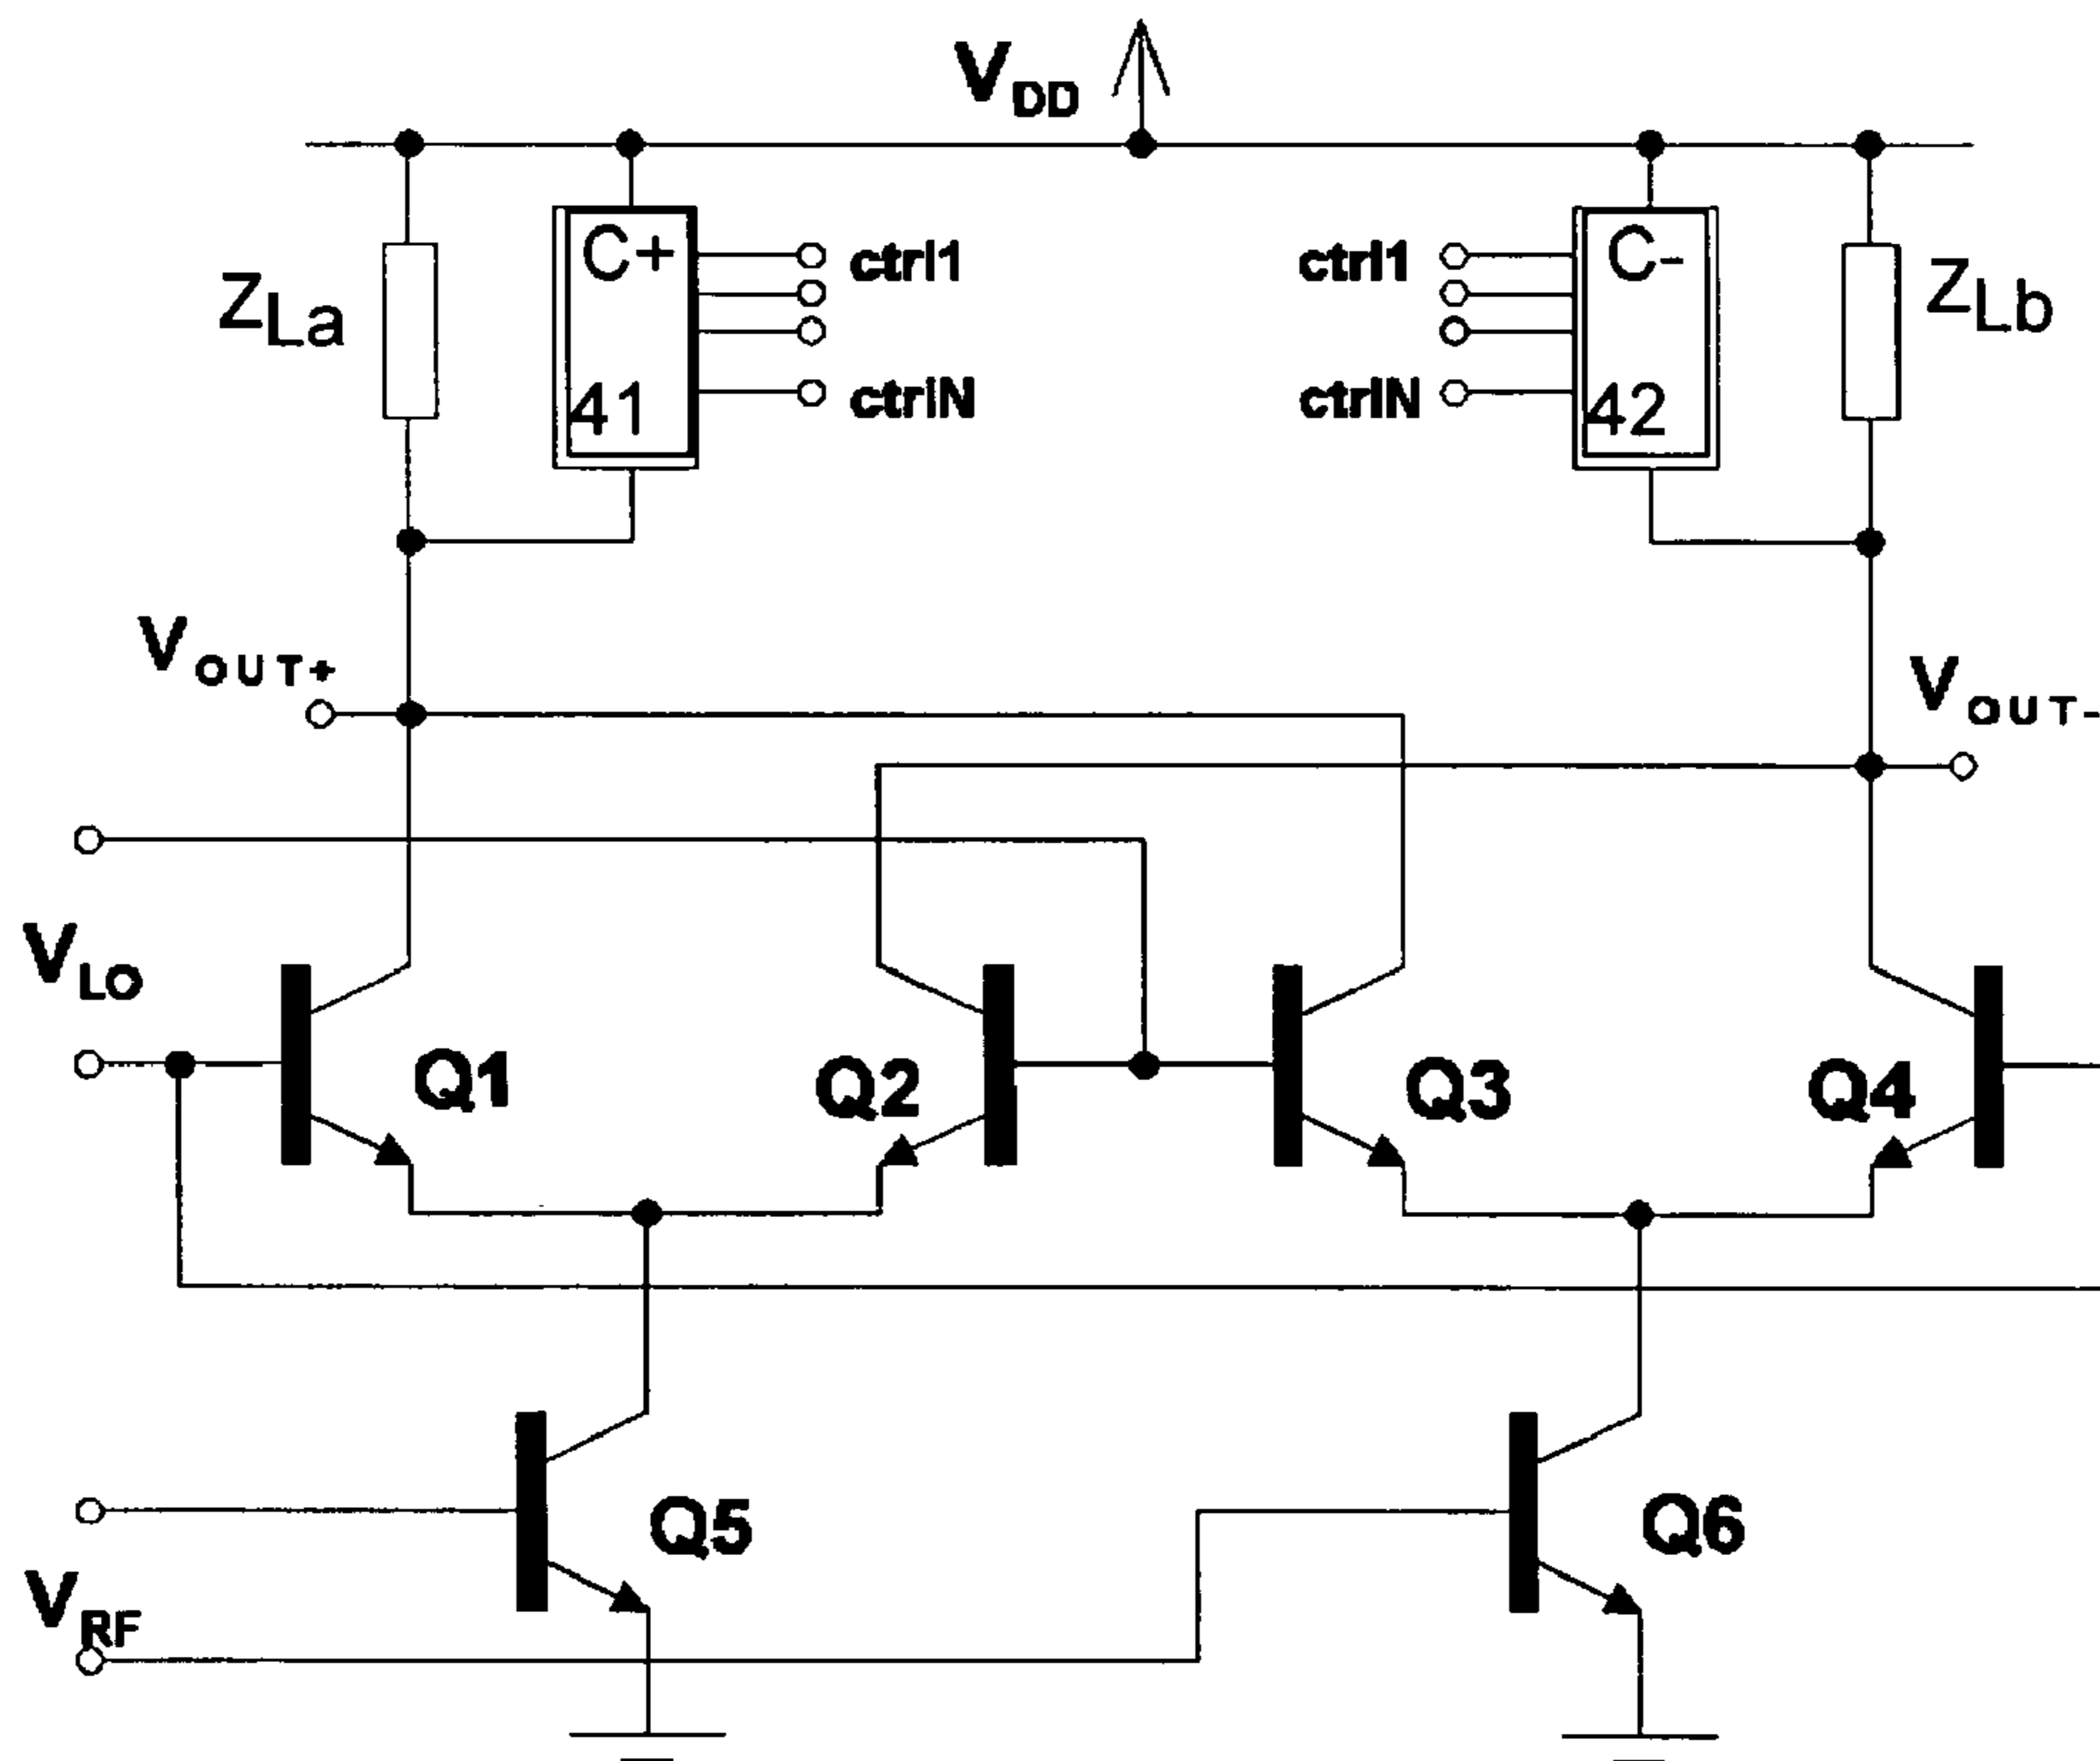 VDD
C+
ctrl1
ctrl1
C-
ZLa
ZLb
41
ctrlN
ctrlN
42
VOUT+
VOUT-
VLO
Q1
Q2
Q3
Q4
Q5
Q6
VRF